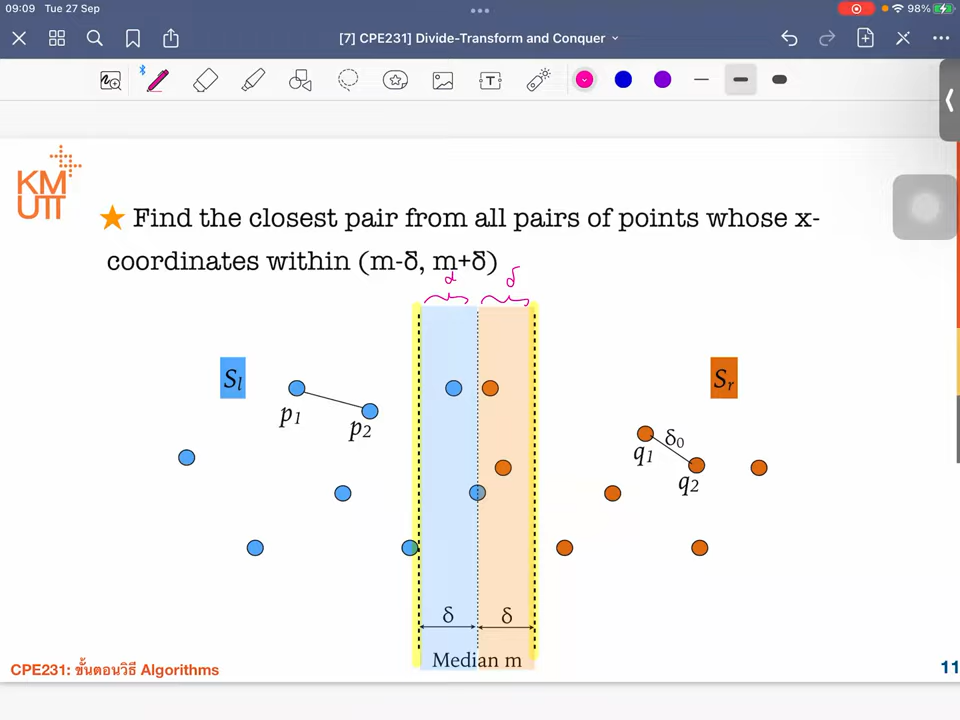 09:09 Tue 27 Sep
98%
[7] CPE231] Divide-Transform and Conquer
T
KM
UTT
Find the closest pair from all pairs of points whose x-
coordinates within (m-δ, m+δ)
δ
Sl
Sr
p1
p2
δ0
q1
q2
δ δ
Median m
CPE231: ขั้นตอนวิธี Algorithms
11